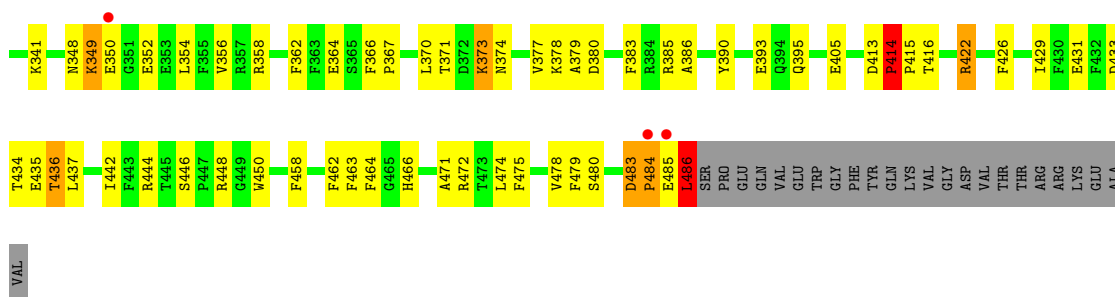 K341 N348 K349 E350 G351 E352 E353 L354 F355 V356 R357 R358 F362 F363 E364 S365 F366 P367 L370 T371 D372 K373 N374 V377 K378 A379 D380 F383 R384 R385 A386 Y390 E393 Q394 Q395 E405 D413 P414 P415 T416 R422 F426 I429 F430 E431 F432
T434 E435 T436 L437 I442 F443 R444 T445 S446 P447 R448 G449 W450 F458 F462 F463 F464 G465 H466 A471 R472 T473 L474 F475 V478 F479 S480 D483 P484 E485 L486 SER PRO GLU GLN VAL GLU TRP GLY PHE TYR GLN LYS VAL GLY ASP VAL THR THR ARG ARG LYS GLU ALA
VAL